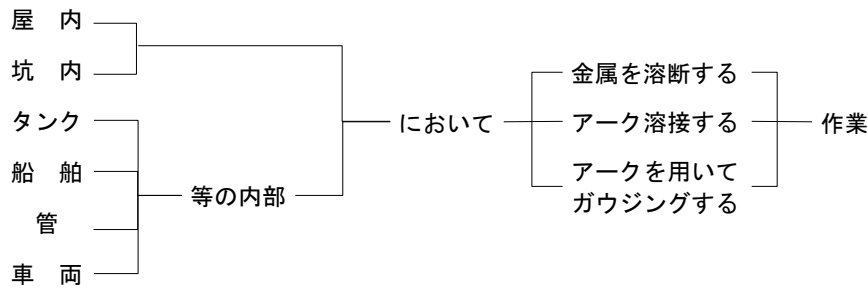 屋　内
坑　内
タンク
船　舶
管
車　両
等の内部
において
金属を溶断する
アーク溶接する
アークを用いて
ガウジングする
作業